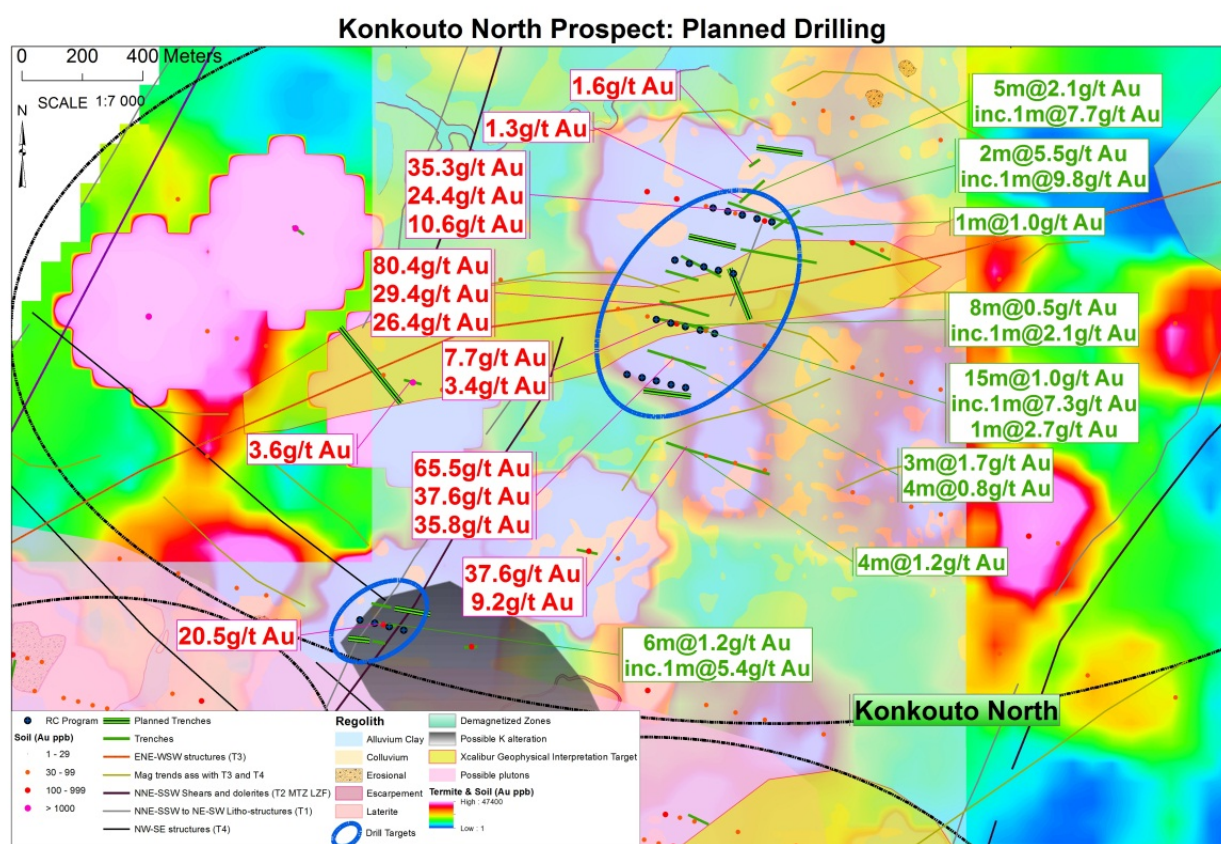 Konkouto North Prospect: Planned Drilling
0 200 400 Meters
SCALE 1:7 000
N
1.6g/t Au
1.3g/t Au
35.3g/t Au
24.4g/t Au
10.6g/t Au
80.4g/t Au
29.4g/t Au
26.4g/t Au
7.7g/t Au
3.4g/t Au
3.6g/t Au
65.5g/t Au
37.6g/t Au
35.8g/t Au
37.6g/t Au
9.2g/t Au
20.5g/t Au
5m@2.1g/t Au
inc.1m@7.7g/t Au
2m@5.5g/t Au
inc.1m@9.8g/t Au
1m@1.0g/t Au
8m@0.5g/t Au
inc.1m@2.1g/t Au
15m@1.0g/t Au
inc.1m@7.3g/t Au
1m@2.7g/t Au
3m@1.7g/t Au
4m@0.8g/t Au
4m@1.2g/t Au
6m@1.2g/t Au
inc.1m@5.4g/t Au
Konkouto North
RC Program
Soil (Au ppb)
1 - 29
30 - 99
100 - 999
> 1000
Planned Trenches
Trenches
ENE-WSW structures (T3)
Mag trends ass with T3 and T4
NNE-SSW Shears and dolerites (T2 MTZ LZF)
NNE-SSW to NE-SW Litho-structures (T1)
NW-SE structures (T4)
Regolith
Alluvium Clay
Colluvium
Erosional
Escarpment
Laterite
Drill Targets
Demagnetized Zones
Possible K alteration
Xcalibur Geophysical Interpretation Target
Possible plutons
Termite & Soil (Au ppb)
High : 47400
Low : 1